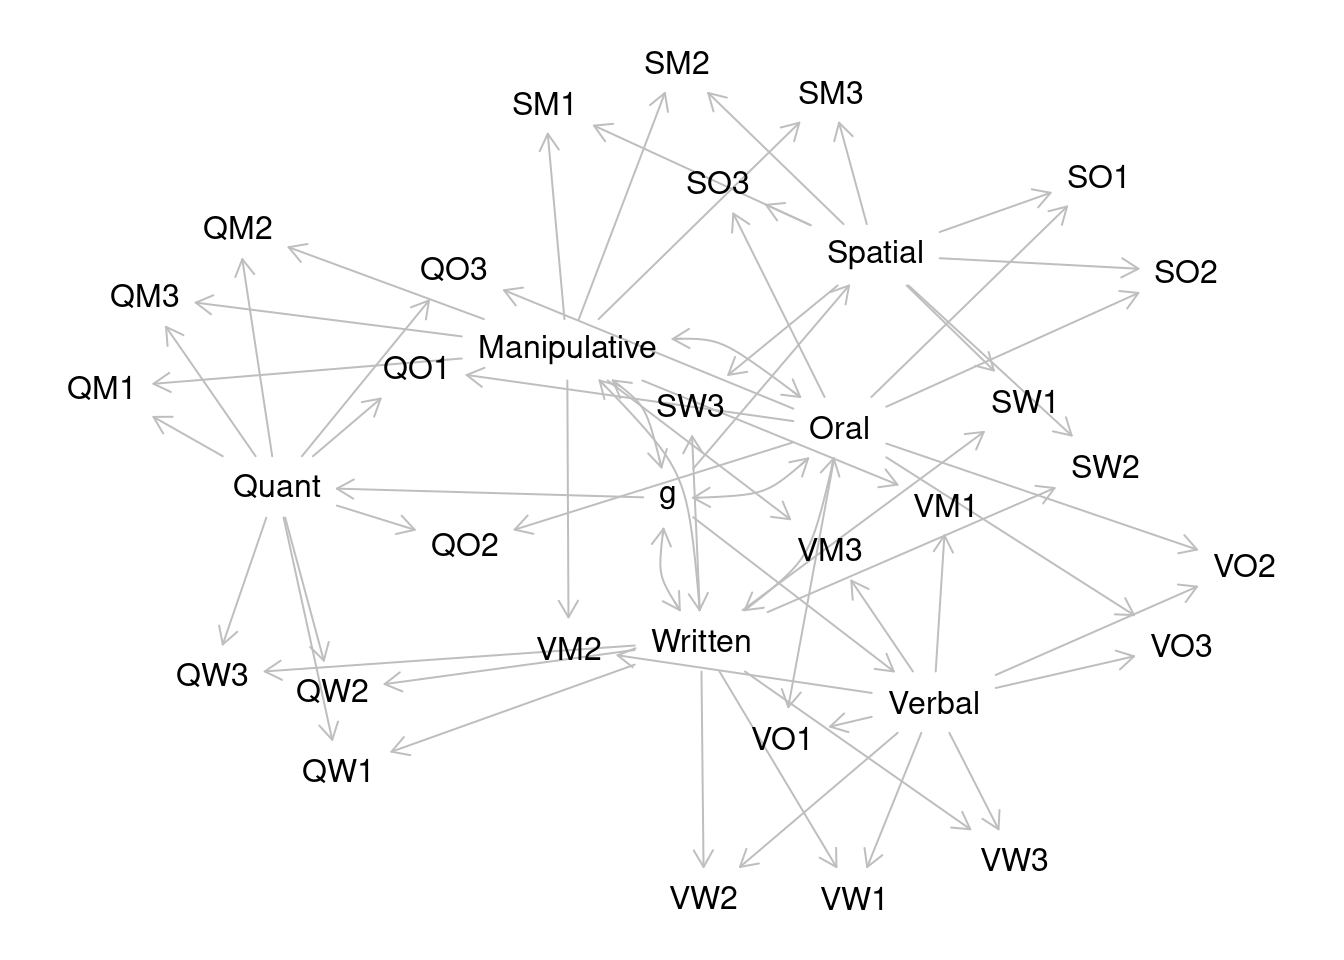 SM2
SM3
SM1
SO1
SO3
QM2
Spatial
QO3
SO2
QM3
Manipulative
QO1
QM1
SW3
SW1
Oral
SW2
Quant
g
VM1
QO2
VM3
VO2
Written
VM2
VO3
QW3
QW2
Verbal
VO1
QW1
VW3
VW2
VW1